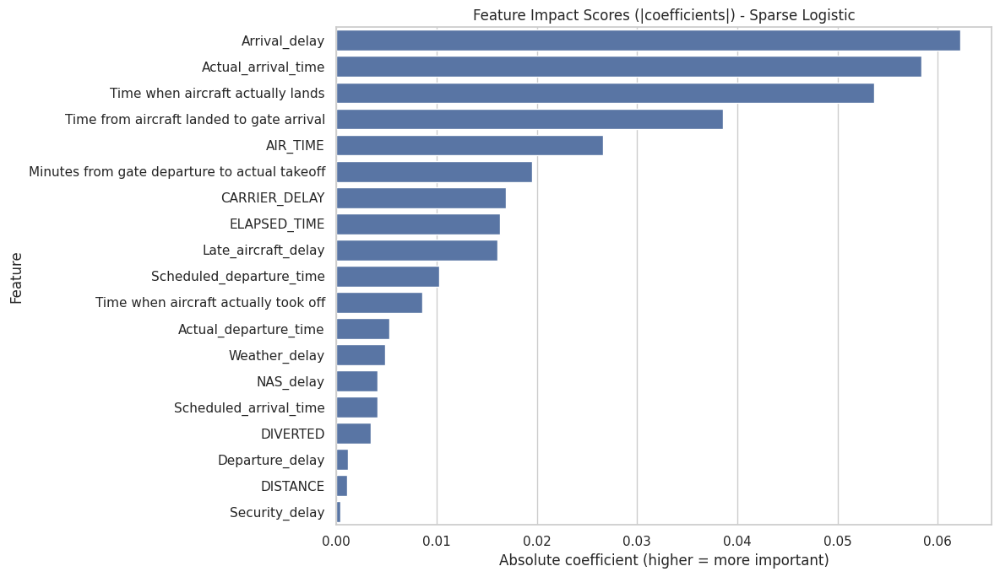 Feature Impact Scores (|coefficients|) - Sparse Logistic
Arrival_delay
Actual_arrival_time
Time when aircraft actually lands
Time from aircraft landed to gate arrival
AIR_TIME
Minutes from gate departure to actual takeoff
CARRIER_DELAY
ELAPSED_TIME
Late_aircraft_delay
Scheduled_departure_time
Time when aircraft actually took off
Actual_departure_time
Weather_delay
NAS_delay
Scheduled_arrival_time
DIVERTED
Departure_delay
DISTANCE
Security_delay
Feature
0.00 0.01 0.02 0.03 0.04 0.05 0.06
Absolute coefficient (higher = more important)